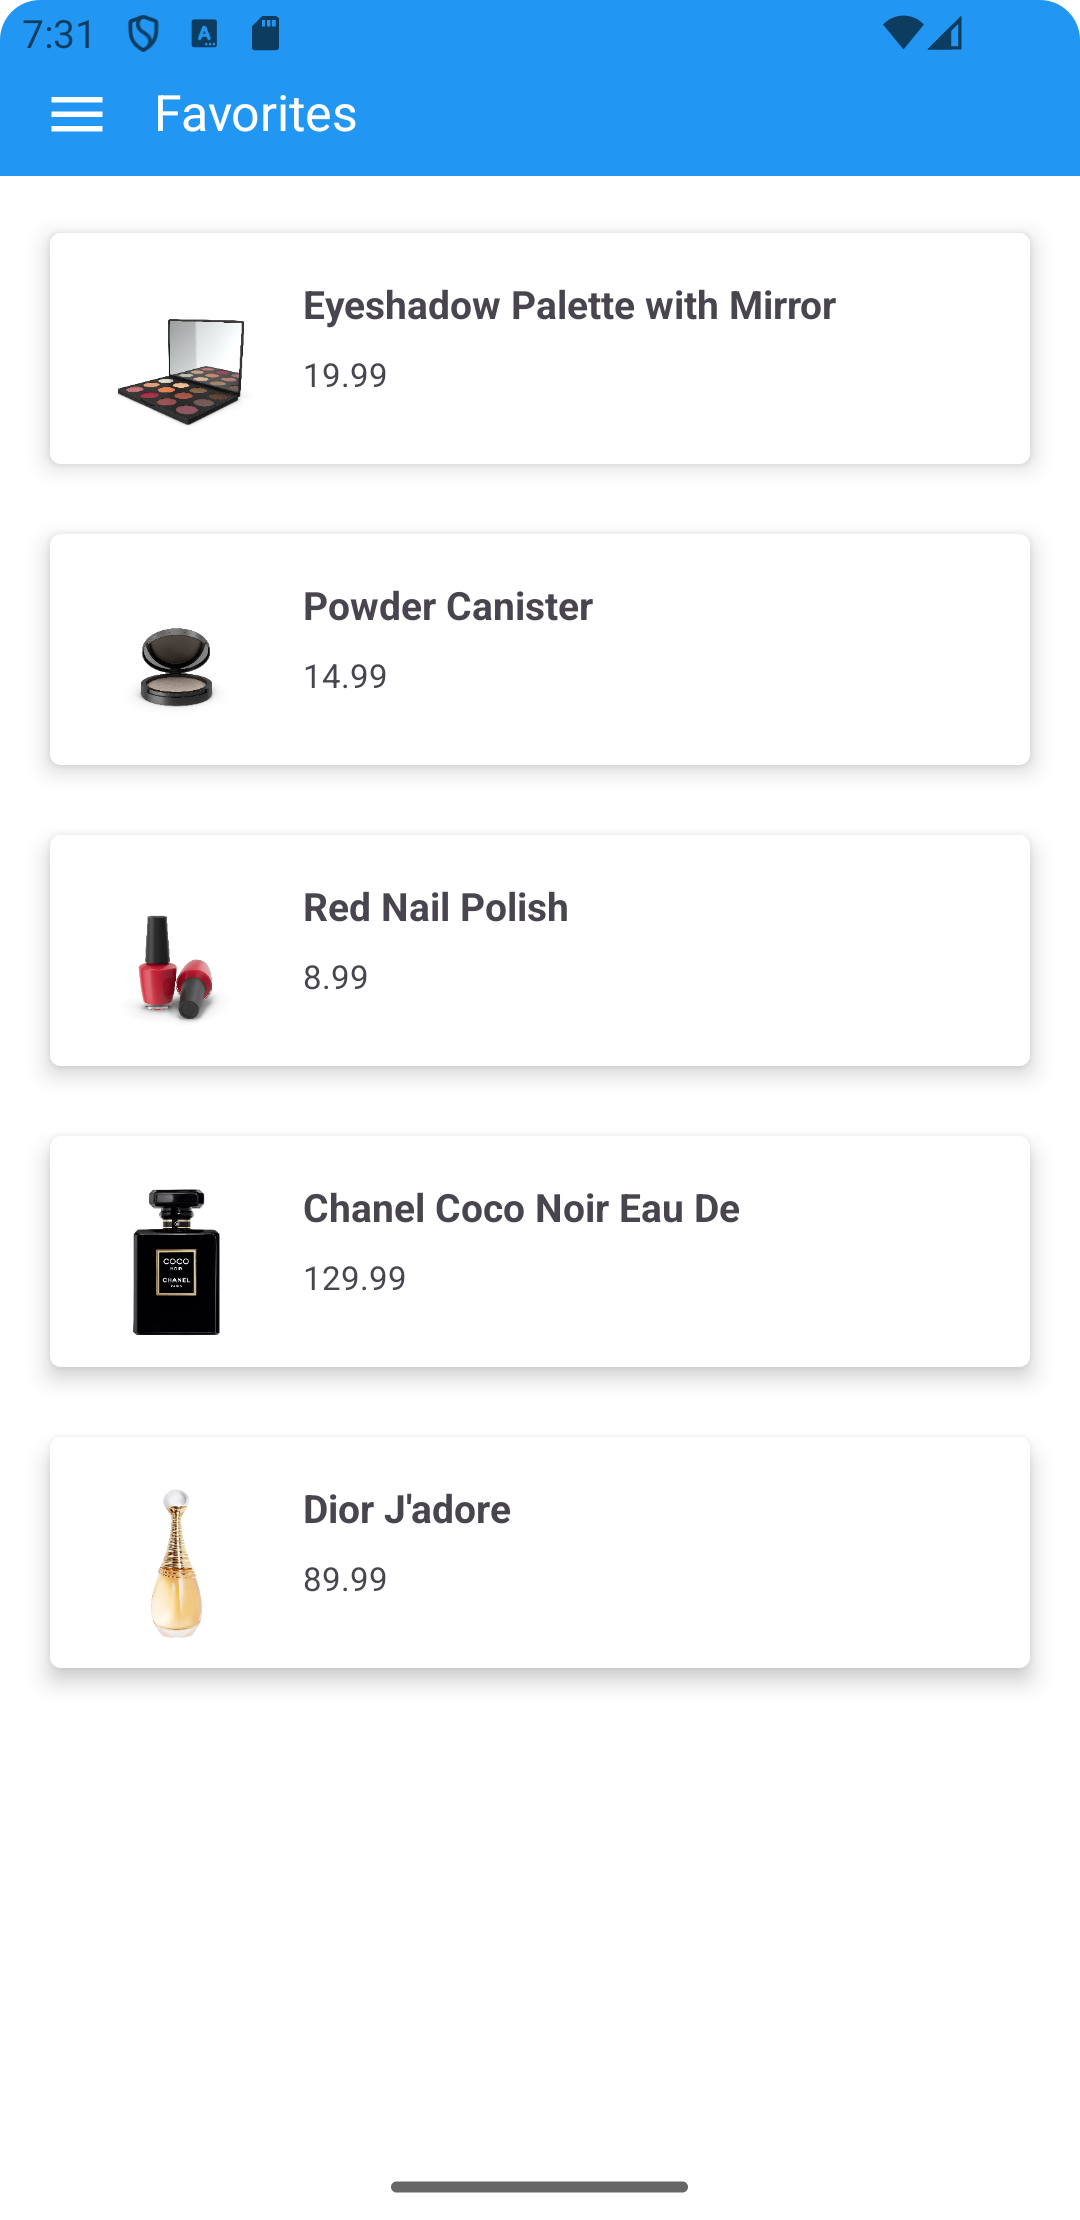 7:31
Favorites
Eyeshadow Palette with Mirror
19.99
Powder Canister
14.99
Red Nail Polish
8.99
Chanel Coco Noir Eau De
129.99
COCO
NOIR
CHANEL
PARIS
Dior J'adore
89.99